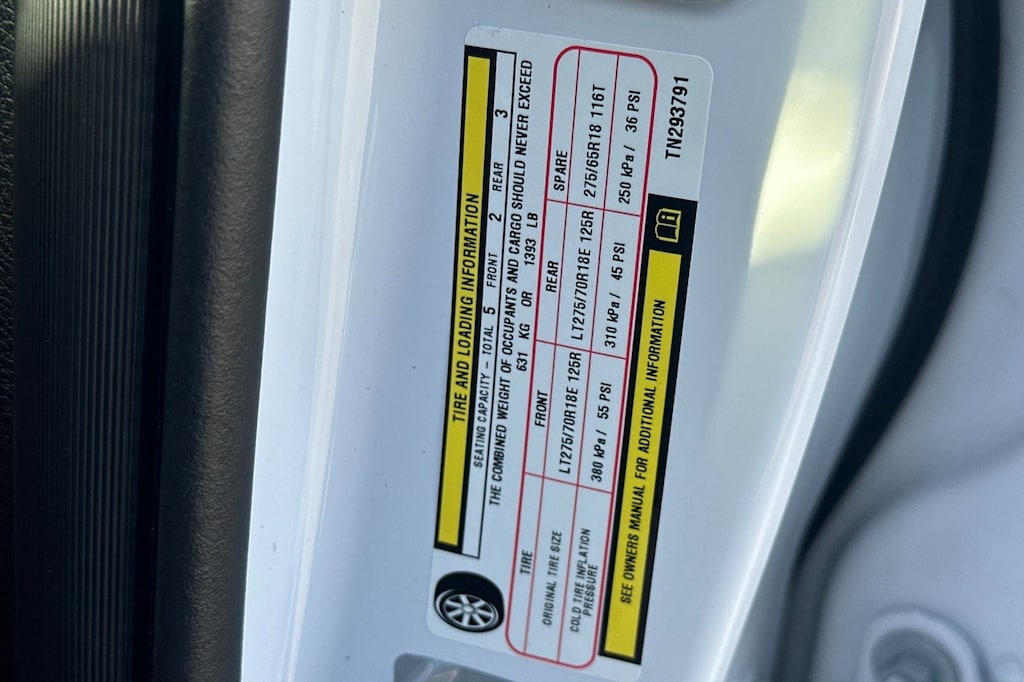 TIRE AND LOADING INFORMATION
SEATING CAPACITY – TOTAL 5 FRONT 2 REAR 3
THE COMBINED WEIGHT OF OCCUPANTS AND CARGO SHOULD NEVER EXCEED
631 KG OR 1393 LB
TIRE FRONT REAR SPARE
ORIGINAL TIRE SIZE LT275/70R18E 125R LT275/70R18E 125R 275/65R18 116T
COLD TIRE INFLATION
PRESSURE 380 kPa / 55 PSI 310 kPa / 45 PSI 250 kPa / 36 PSI
SEE OWNERS MANUAL FOR ADDITIONAL INFORMATION
TN293791